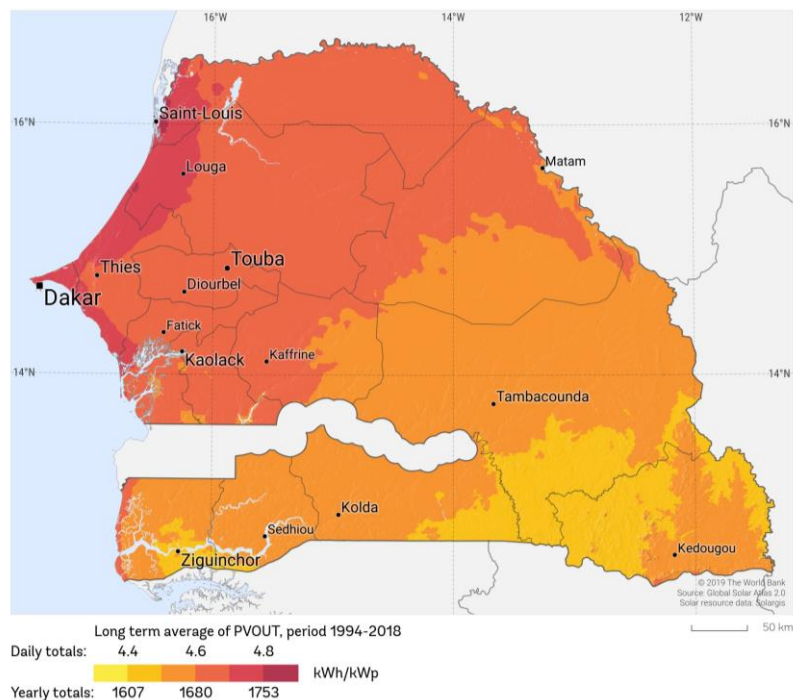 16°W 14°W 12°W
Saint-Louis
16°N 16°N
Louga
Matam
Touba
Thies
Diourbel
Dakar
Fatick
Kaolack Kaffrine
14°N 14°N
Tambacounda
Kolda
Sedhiou
Ziguinchor
Kedougou
© 2019 The World Bank
Source: Global Solar Atlas 2.0
Solar resource data: Solargis
Long term average of PVOUT, period 1994-2018
50 km
Daily totals: 4.4 4.6 4.8
kWh/kWp
Yearly totals: 1607 1680 1753